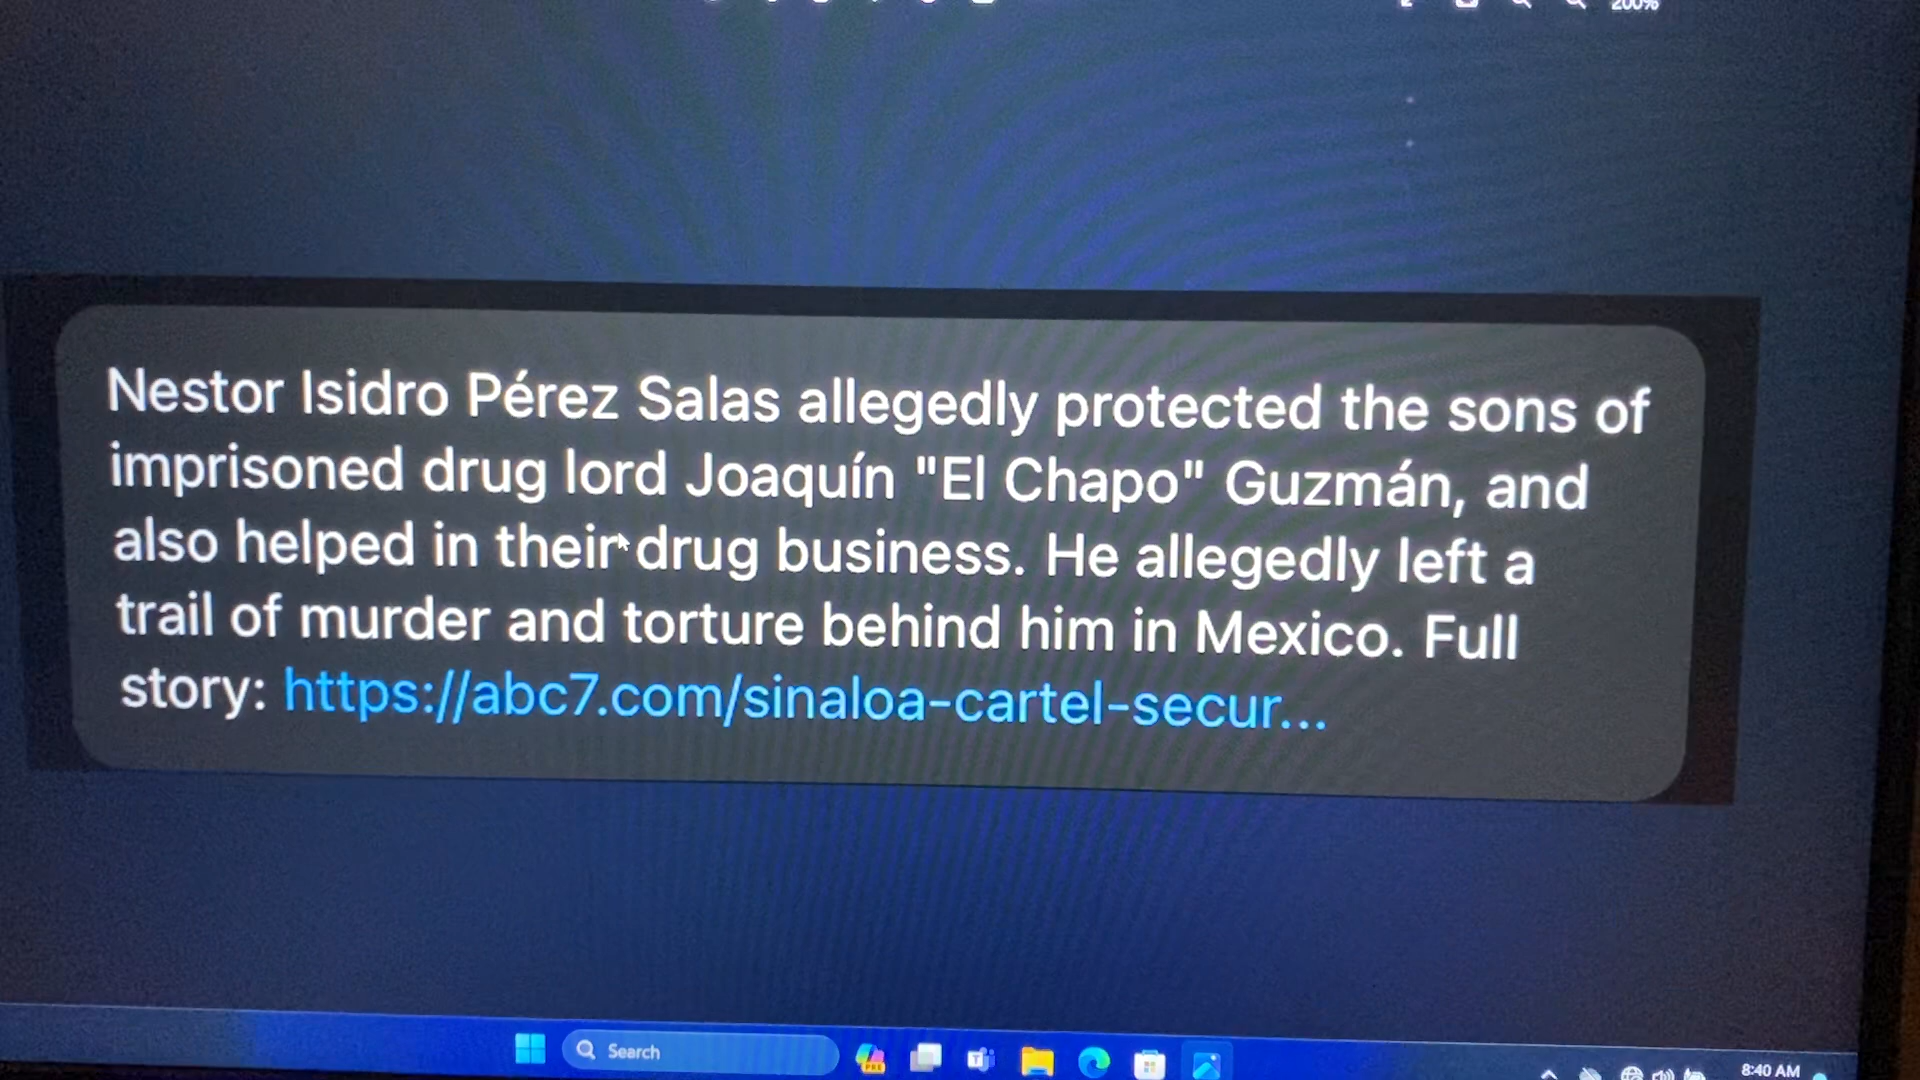 200%
Nestor Isidro Pérez Salas allegedly protected the sons of
imprisoned drug lord Joaquín "El Chapo" Guzmán, and
also helped in their drug business. He allegedly left a
trail of murder and torture behind him in Mexico. Full
story: https://abc7.com/sinaloa-cartel-secur...
Search
PRE
8:40 AM